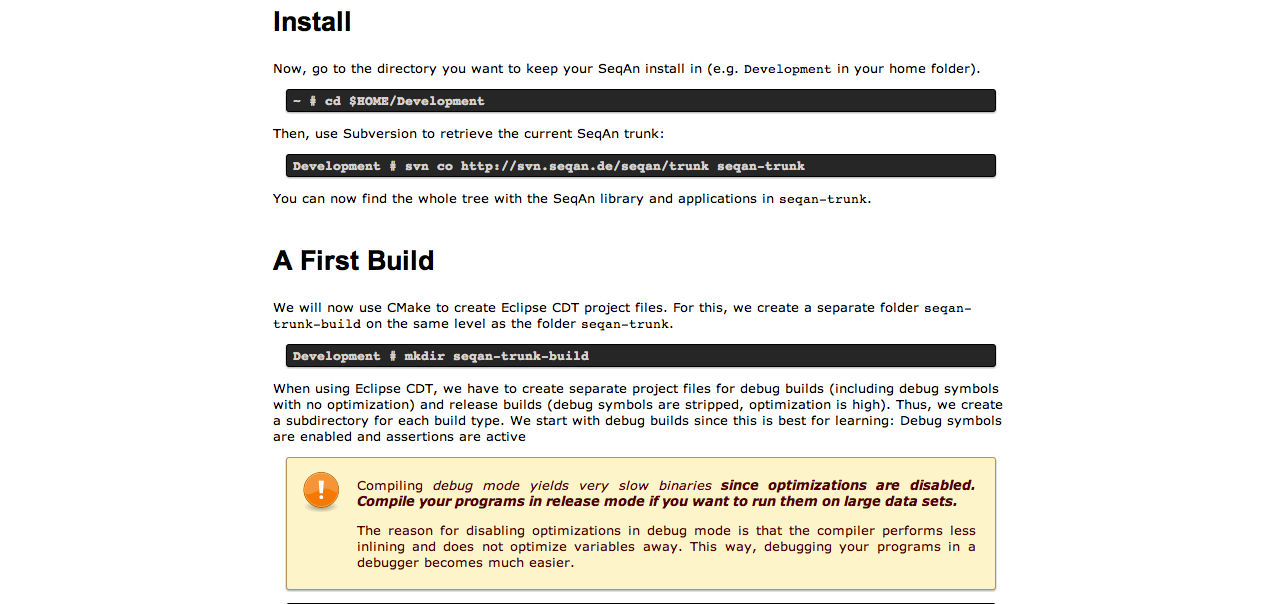 Install
Now, go to the directory you want to keep your SeqAn install in (e.g. Development in your home folder).
~ # cd $HOME/Development
Then, use Subversion to retrieve the current SeqAn trunk:
Development # svn co http://svn.seqan.de/seqan/trunk seqan-trunk
You can now find the whole tree with the SeqAn library and applications in seqan-trunk.
A First Build
We will now use CMake to create Eclipse CDT project files. For this, we create a separate folder seqan-
trunk-build on the same level as the folder seqan-trunk.
Development # mkdir seqan-trunk-build
When using Eclipse CDT, we have to create separate project files for debug builds (including debug symbols
with no optimization) and release builds (debug symbols are stripped, optimization is high). Thus, we create
a subdirectory for each build type. We start with debug builds since this is best for learning: Debug symbols
are enabled and assertions are active
Compiling debug mode yields very slow binaries since optimizations are disabled.
Compile your programs in release mode if you want to run them on large data sets.
The reason for disabling optimizations in debug mode is that the compiler performs less
inlining and does not optimize variables away. This way, debugging your programs in a
debugger becomes much easier.